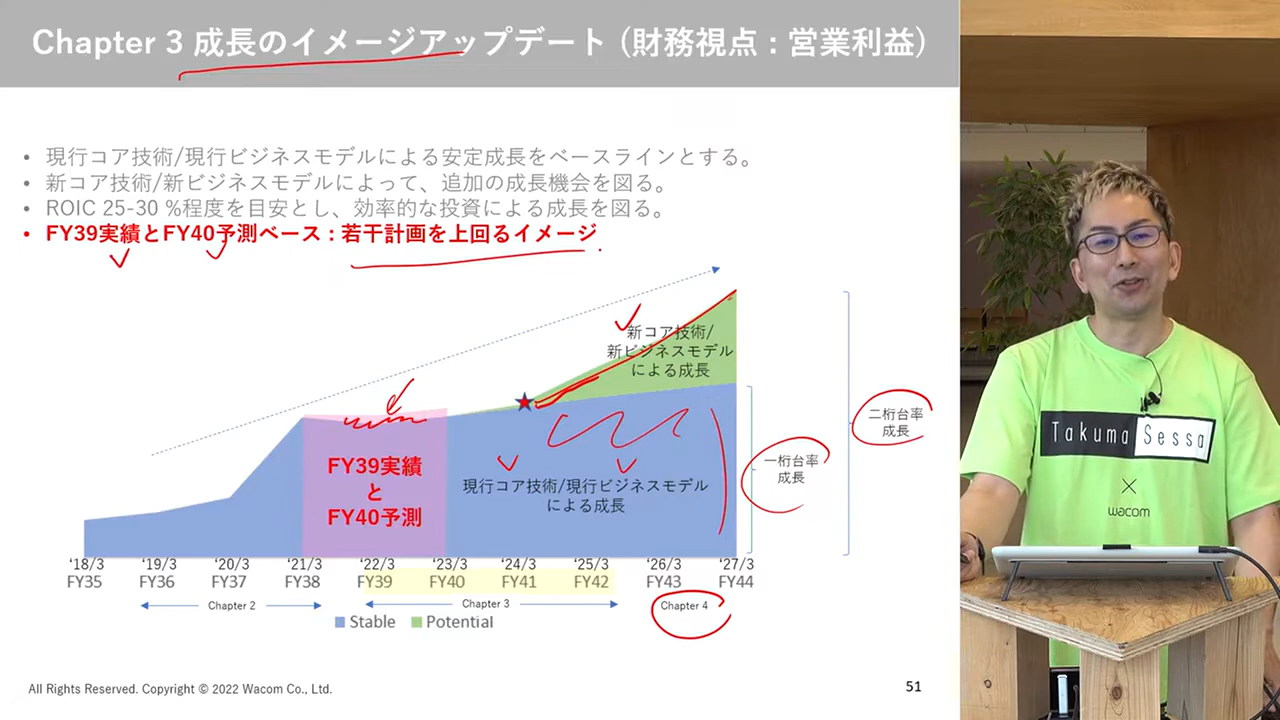 Chapter 3 成長のイメージアップデート (財務視点 : 営業利益)
• 現行コア技術/現行ビジネスモデルによる安定成長をベースラインとする。
• 新コア技術/新ビジネスモデルによって、追加の成長機会を図る。
• ROIC 25-30 %程度を目安とし、効率的な投資による成長を図る。
• FY39実績とFY40予測ベース : 若干計画を上回るイメージ
新コア技術/
新ビジネスモデル
による成長
二桁台率
成長
一桁台率
成長
FY39実績
と
FY40予測
現行コア技術/現行ビジネスモデル
による成長
‘18/3 ‘19/3 ‘20/3 ‘21/3 ‘22/3 ‘23/3 ‘24/3 ‘25/3 ‘26/3 ‘27/3
FY35 FY36 FY37 FY38 FY39 FY40 FY41 FY42 FY43 FY44
Chapter 2 Chapter 3 Chapter 4
Stable Potential
All Rights Reserved. Copyright © 2022 Wacom Co., Ltd.
51
Takuma Sessa
×
wacom